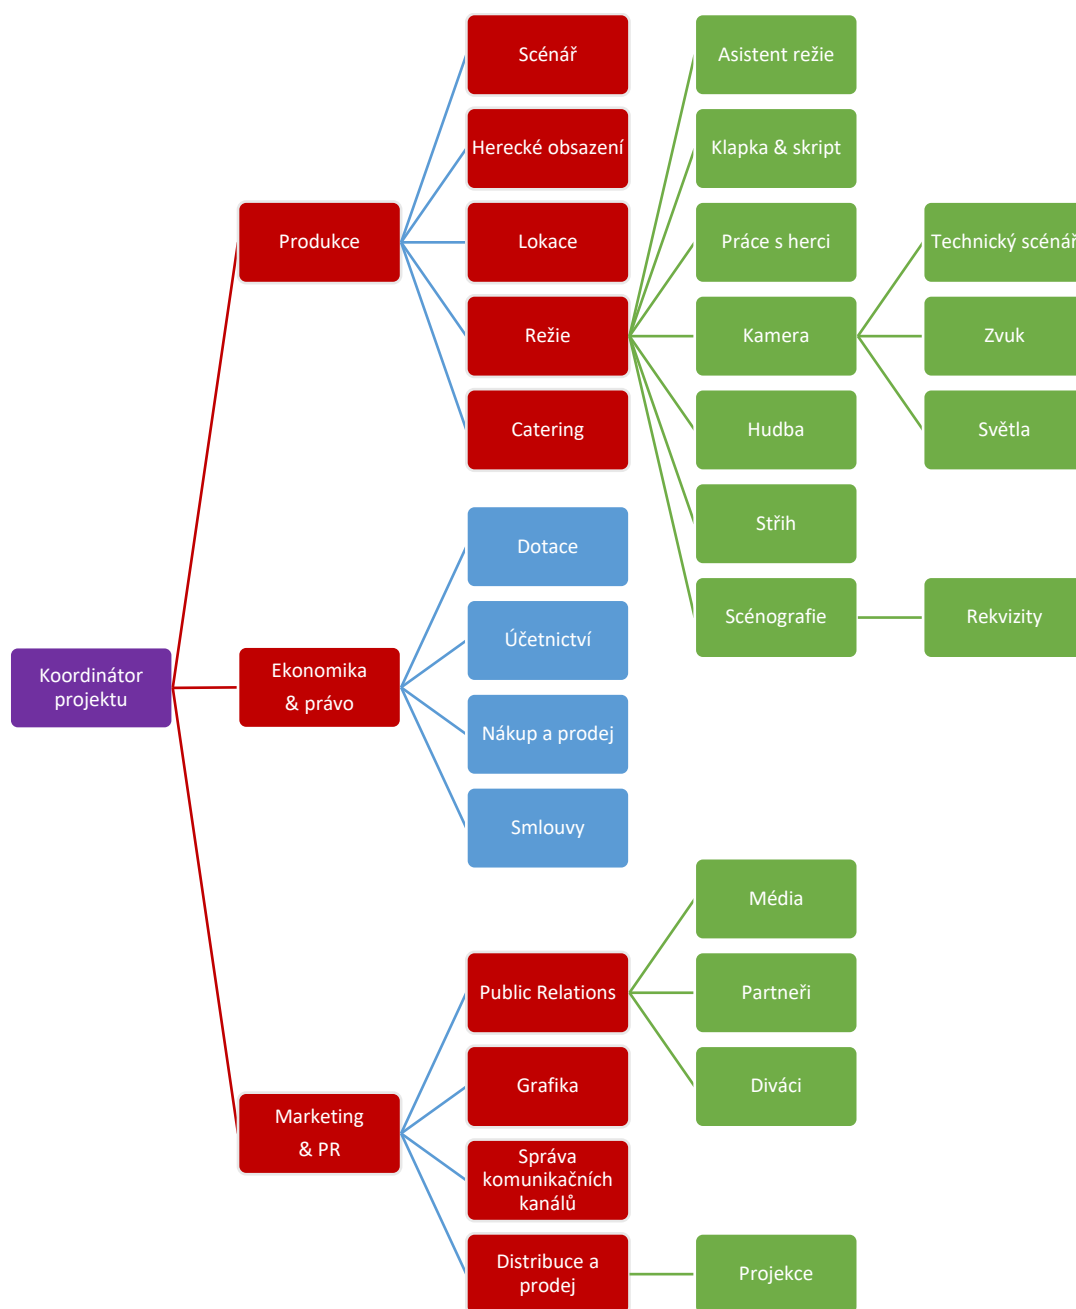 Scénář
Asistent režie
Herecké obsazení
Klapka & skript
Produkce
Lokace
Práce s herci
Technický scénář
Režie
Kamera
Zvuk
Catering
Hudba
Světla
Dotace
Střih
Účetnictví
Scénografie
Rekvizity
Koordinátor
projektu
Ekonomika
& právo
Nákup a prodej
Smlouvy
Média
Public Relations
Partneři
Grafika
Diváci
Marketing
& PR
Správa
komunikačních
kanálů
Distribuce a
prodej
Projekce